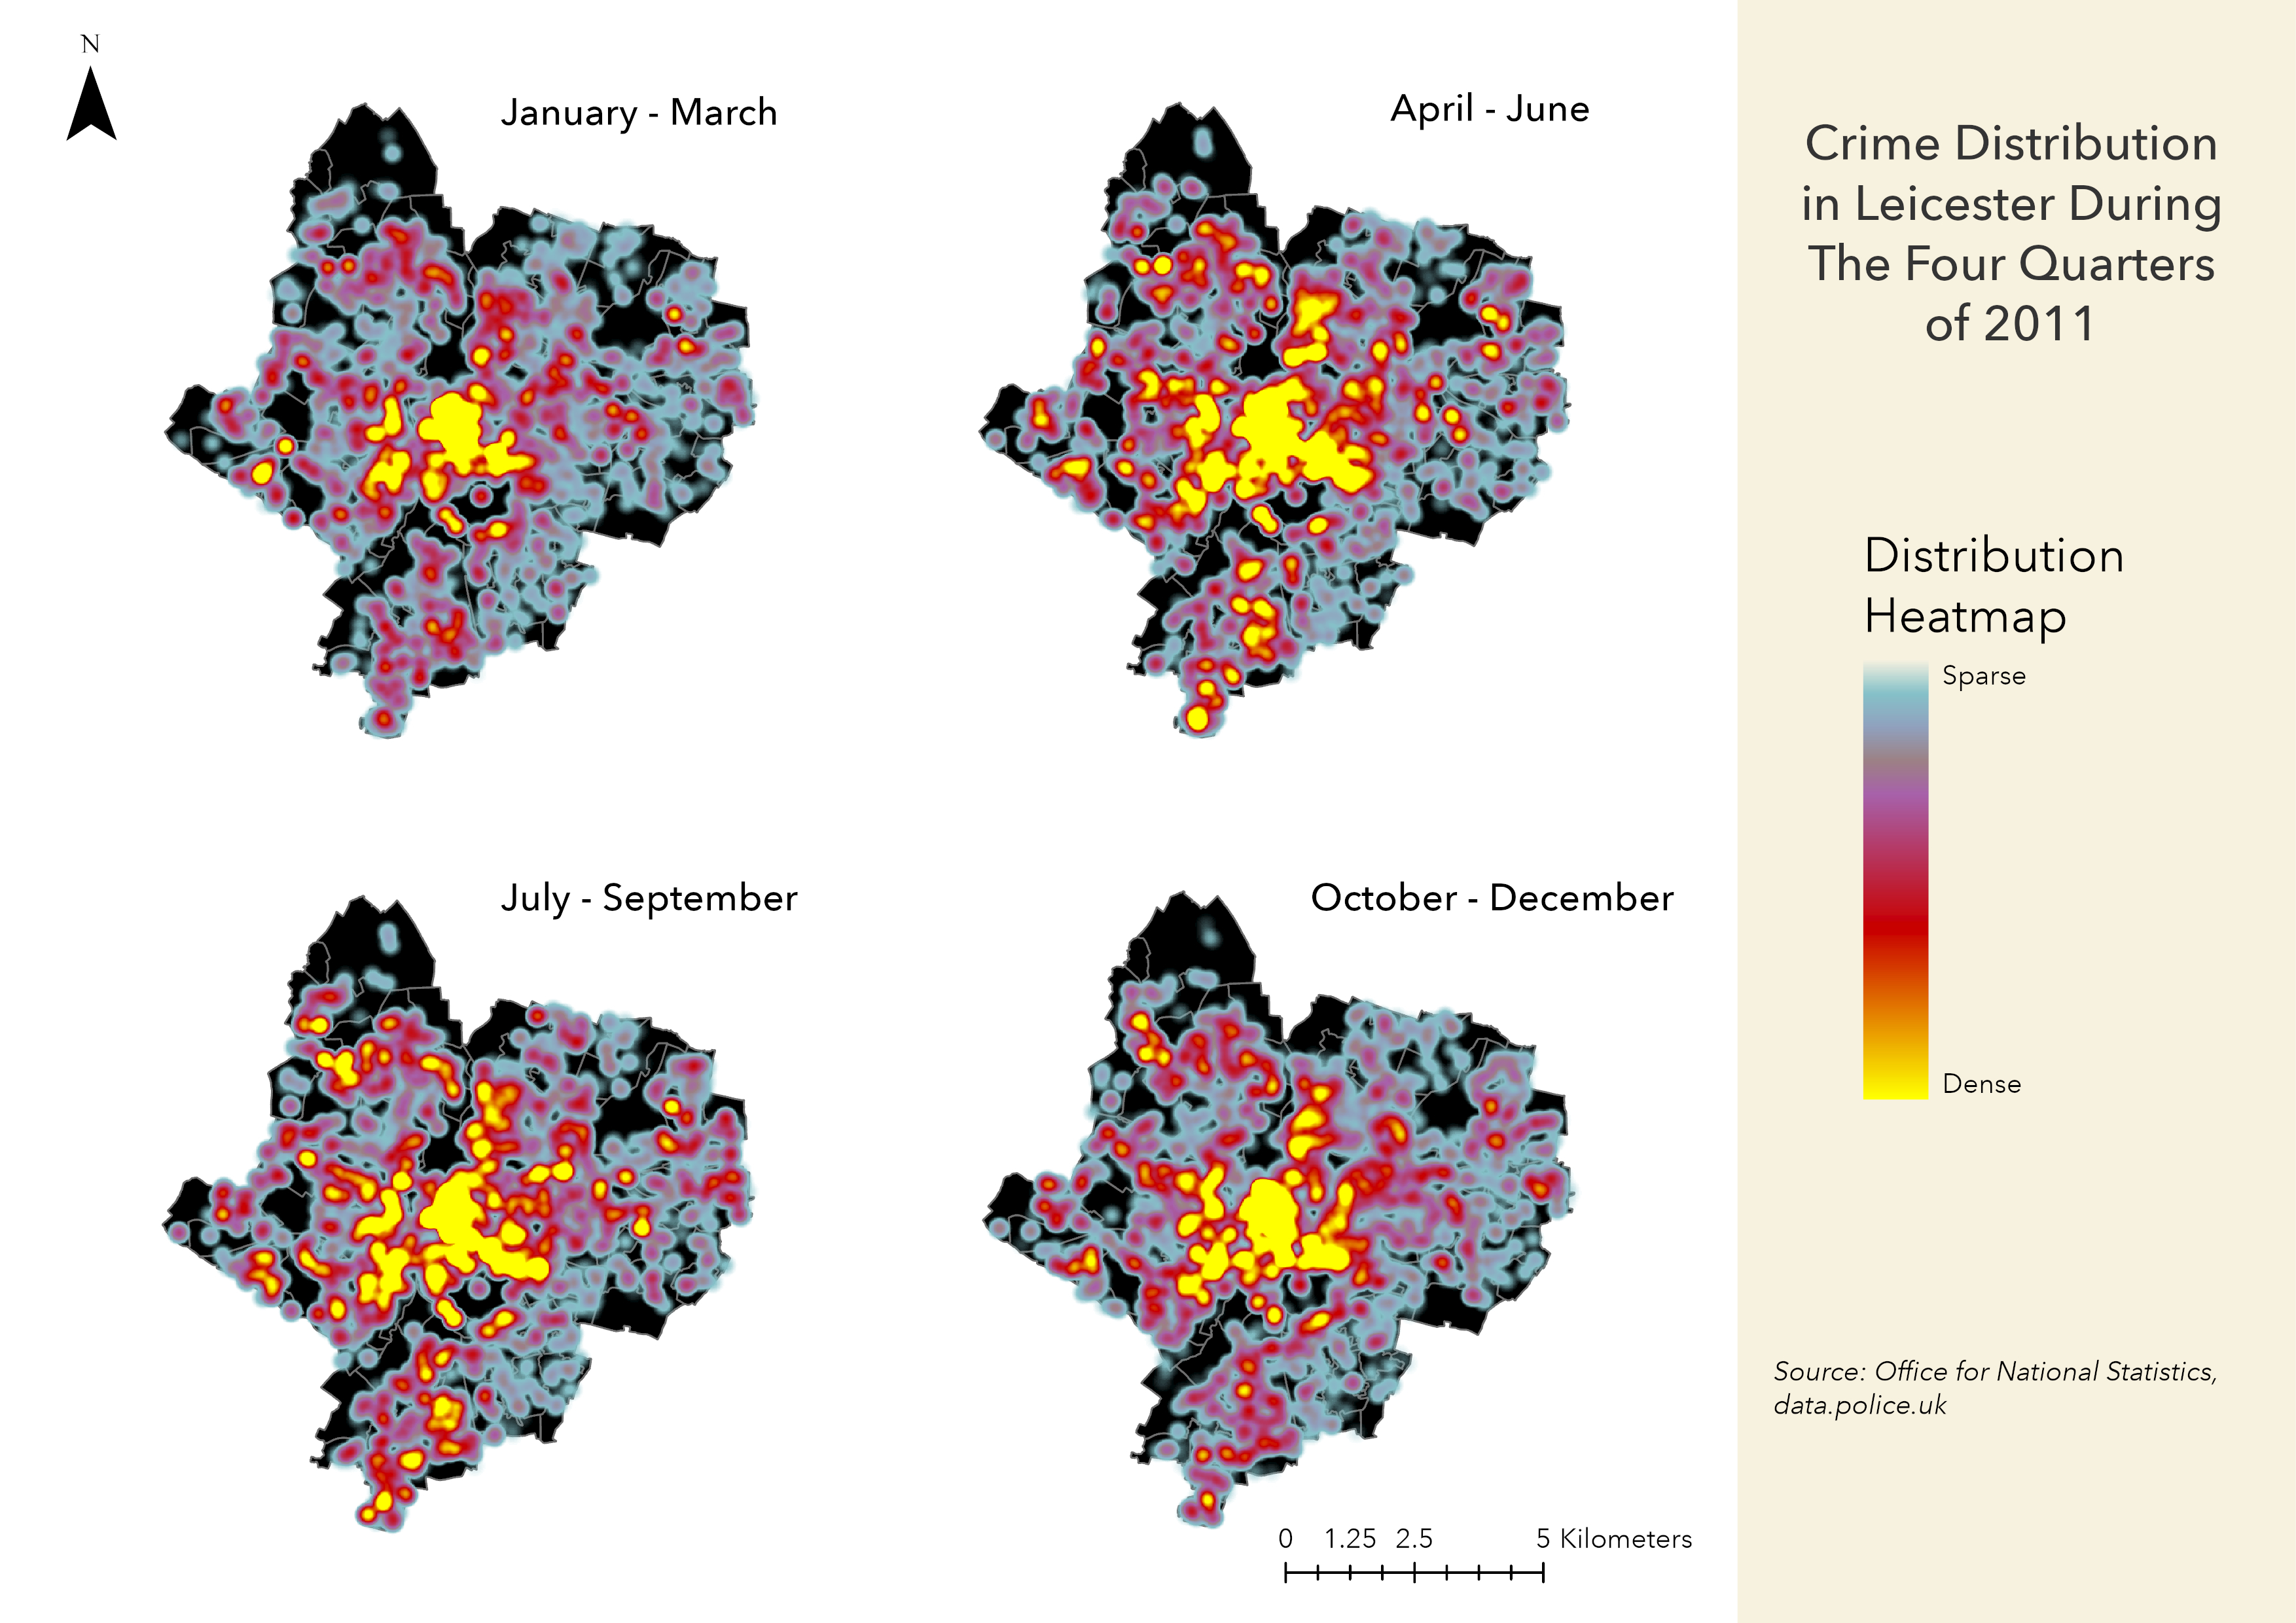 N
January - March
April - June
Crime Distribution
in Leicester During
The Four Quarters
of 2011
Distribution
Heatmap
Sparse
Dense
July - September
October - December
Source: Office for National Statistics,
data.police.uk
0 1.25 2.5 5 Kilometers